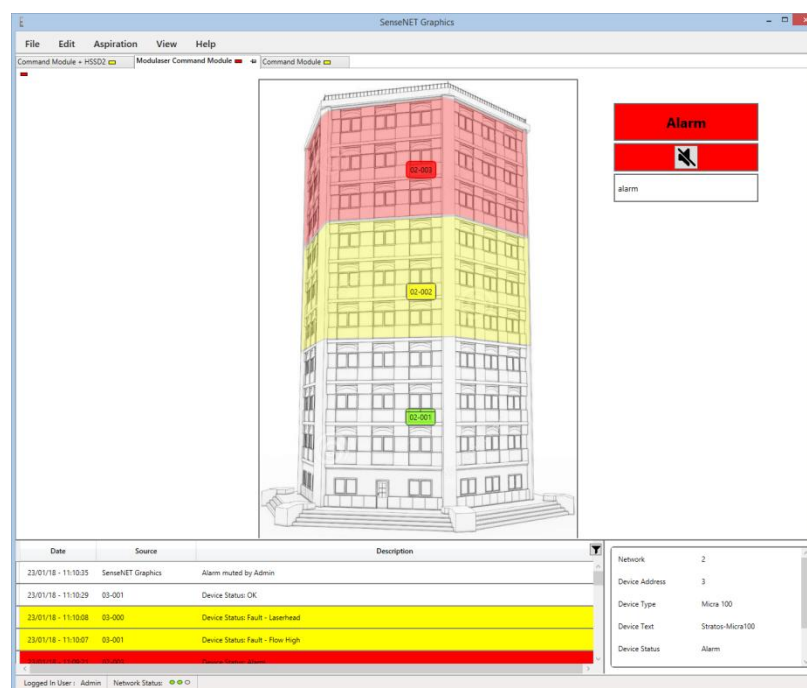 SenseNET Graphics
File Edit Aspiration View Help
Command Module + HSSD2 Modulaser Command Module Command Module
Alarm
alarm
02-003
02-002
02-001
Date Source Description
23/01/18 - 11:10:35 SenseNET Graphics Alarm muted by Admin
23/01/18 - 11:10:29 03-001 Device Status: OK
23/01/18 - 11:10:08 03-000 Device Status: Fault - Laserhead
23/01/18 - 11:10:07 03-001 Device Status: Fault - Flow High
Device Status: Alarm
Network 2
Device Address 3
Device Type Micra 100
Device Text Stratos-Micra100
Device Status Alarm
Logged In User : Admin Network Status: